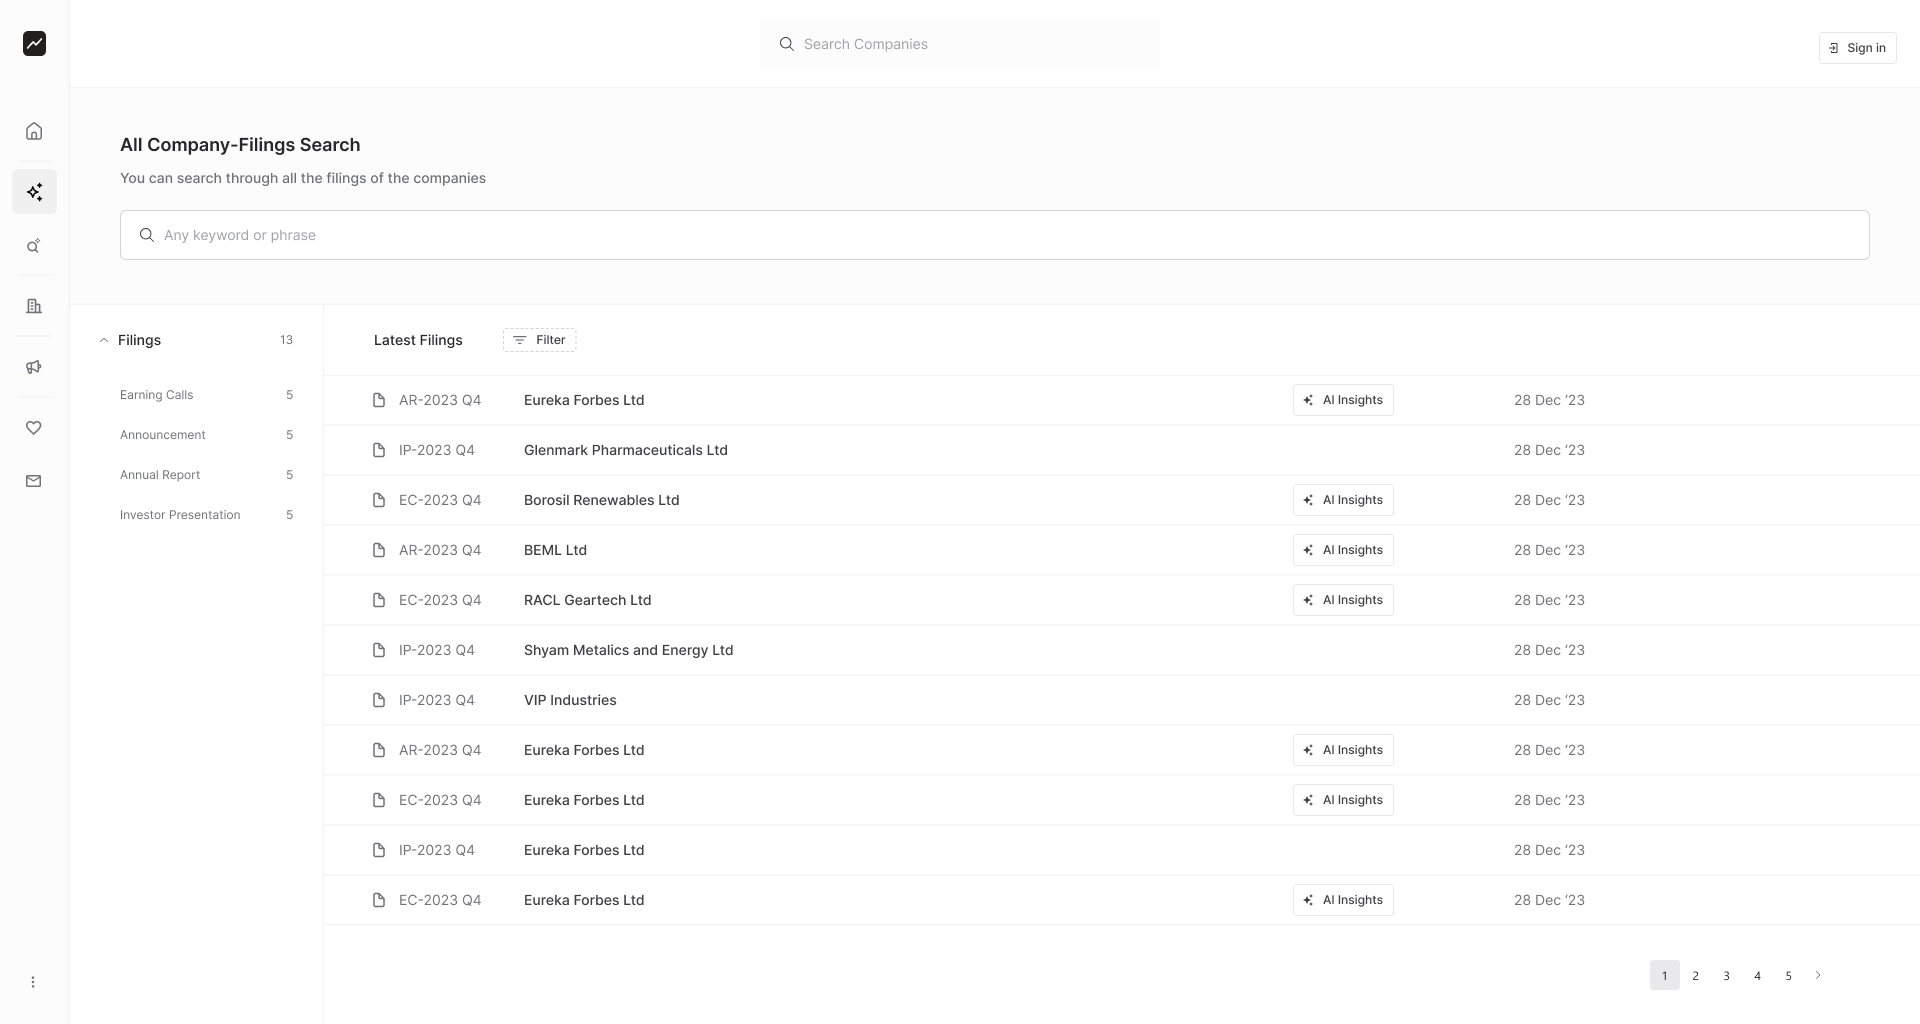 Search Companies
Sign in
All Company-Filings Search
You can search through all the filings of the companies
Any keyword or phrase
Filings 13
Earning Calls 5
Announcement 5
Annual Report 5
Investor Presentation 5
Latest Filings Filter
AR-2023 Q4 Eureka Forbes Ltd AI Insights 28 Dec ‘23
IP-2023 Q4 Glenmark Pharmaceuticals Ltd 28 Dec ‘23
EC-2023 Q4 Borosil Renewables Ltd AI Insights 28 Dec ‘23
AR-2023 Q4 BEML Ltd AI Insights 28 Dec ‘23
EC-2023 Q4 RACL Geartech Ltd AI Insights 28 Dec ‘23
IP-2023 Q4 Shyam Metalics and Energy Ltd 28 Dec ‘23
IP-2023 Q4 VIP Industries 28 Dec ‘23
AR-2023 Q4 Eureka Forbes Ltd AI Insights 28 Dec ‘23
EC-2023 Q4 Eureka Forbes Ltd AI Insights 28 Dec ‘23
IP-2023 Q4 Eureka Forbes Ltd 28 Dec ‘23
EC-2023 Q4 Eureka Forbes Ltd AI Insights 28 Dec ‘23
1 2 3 4 5